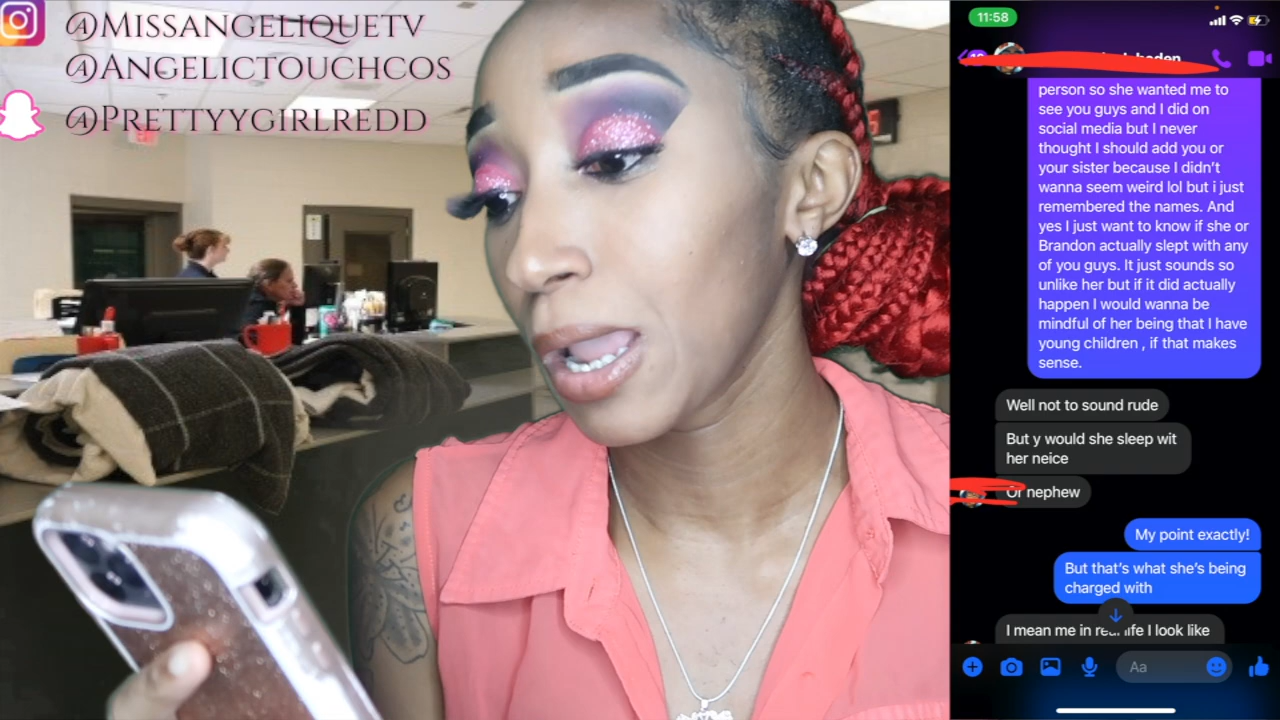 @MissAngeliqueTV
@AngelicTouchCos
@PrettyyGirlRedd
11:58
person so she wanted me to
see you guys and I did on
social media but I never
thought I should add you or
your sister because I didn't
wanna seem weird lol but i just
remembered the names. And
yes I just want to know if she or
Brandon actually slept with any
of you guys. It just sounds so
unlike her but if it did actually
happen I would wanna be
mindful of her being that I have
young children , if that makes
sense.
Well not to sound rude
But y would she sleep wit
her neice
Or nephew
My point exactly!
But that's what she's being
charged with
I mean me in real life I look like
Aa